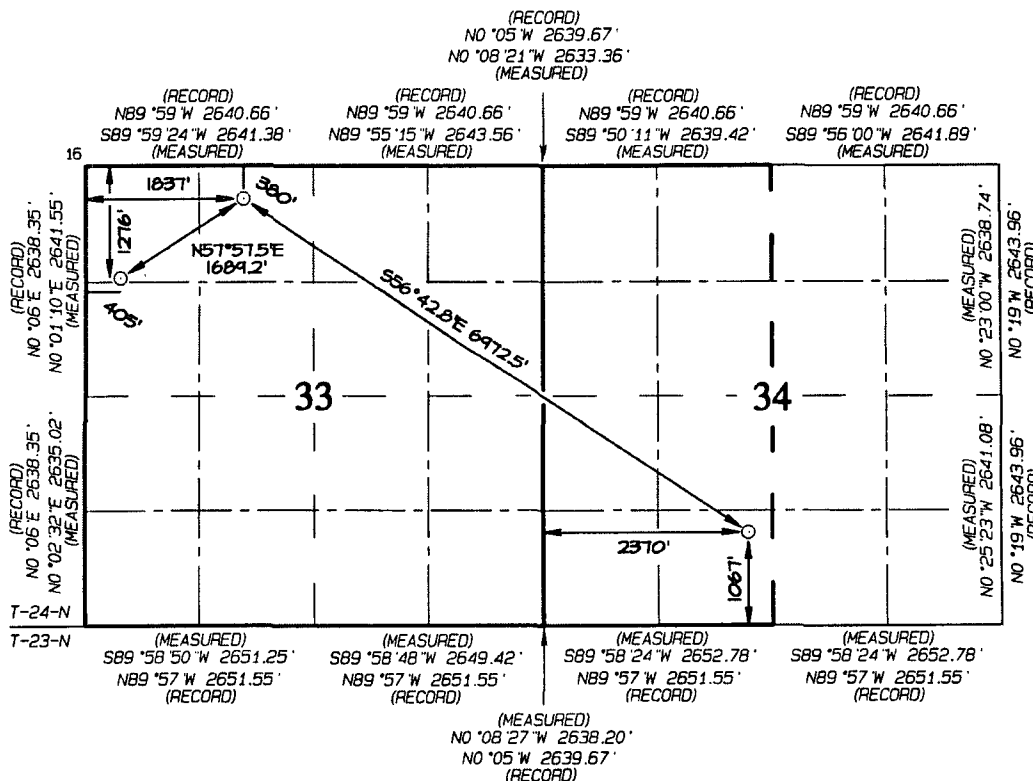 (RECORD)
N0°05'W 2639.67'
N0°08'21"W 2633.36'
(MEASURED)
(RECORD)
N89°59'W 2640.66'
S89°59'24"W 2641.38'
(MEASURED)
(RECORD)
N89°59'W 2640.66'
N89°55'15"W 2643.56'
(MEASURED)
(RECORD)
N89°59'W 2640.66'
S89°50'11"W 2639.42'
(MEASURED)
(RECORD)
N89°59'W 2640.66'
S89°56'00"W 2641.69'
(MEASURED)
16
1837'
380'
1276'
N57°57.5'E
1689.2'
405'
S56°42.8'E 6972.5'
(RECORD)
N0°06'E 2638.35'
N0°01'10"E 2641.55'
(MEASURED)
(MEASURED)
N0°23'00"W 2638.74'
N0°19'W 2643.96'
(RECORD)
33
34
(RECORD)
N0°06'E 2638.35'
N0°02'32"E 2635.02'
(MEASURED)
(MEASURED)
N0°25'23"W 2641.08'
N0°19'W 2643.96'
(RECORD)
2370'
1067'
T-24-N
T-23-N
(MEASURED)
S89°58'50"W 2651.25'
N89°57'W 2651.55'
(RECORD)
(MEASURED)
S89°58'48"W 2649.42'
N89°57'W 2651.55'
(RECORD)
(MEASURED)
S89°58'24"W 2652.78'
N89°57'W 2651.55'
(RECORD)
(MEASURED)
S89°58'24"W 2652.78'
N89°57'W 2651.55'
(RECORD)
(MEASURED)
N0°08'27"W 2638.20'
N0°05'W 2639.67'
(RECORD)